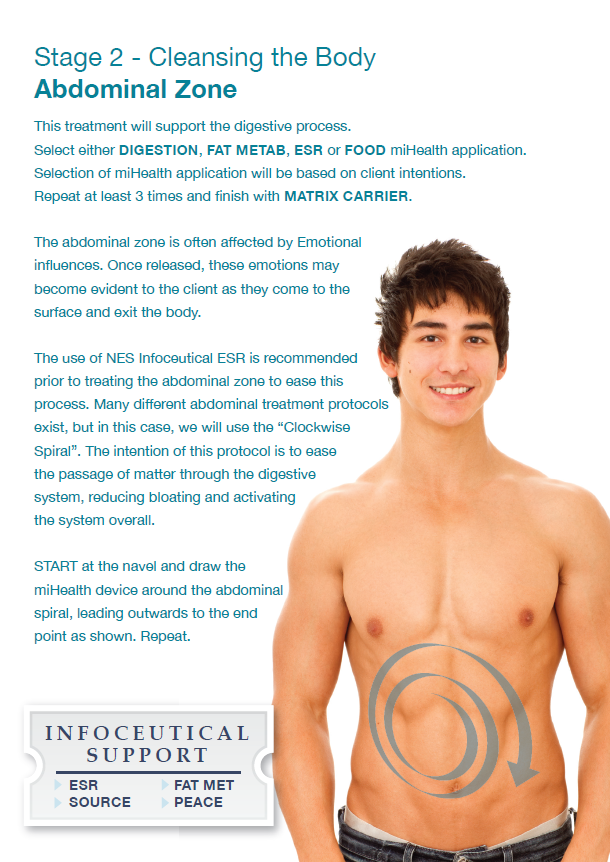 Stage 2 - Cleansing the Body
Abdominal Zone
This treatment will support the digestive process.
Select either DIGESTION, FAT METAB, ESR or FOOD miHealth application.
Selection of miHealth application will be based on client intentions.
Repeat at least 3 times and finish with MATRIX CARRIER.
The abdominal zone is often affected by Emotional
influences. Once released, these emotions may
become evident to the client as they come to the
surface and exit the body.
The use of NES Infoceutical ESR is recommended
prior to treating the abdominal zone to ease this
process. Many different abdominal treatment protocols
exist, but in this case, we will use the “Clockwise
Spiral”. The intention of this protocol is to ease
the passage of matter through the digestive
system, reducing bloating and activating
the system overall.
START at the navel and draw the
miHealth device around the abdominal
spiral, leading outwards to the end
point as shown. Repeat.
INFOCEUTICAL
SUPPORT
ESR
SOURCE
FAT MET
PEACE